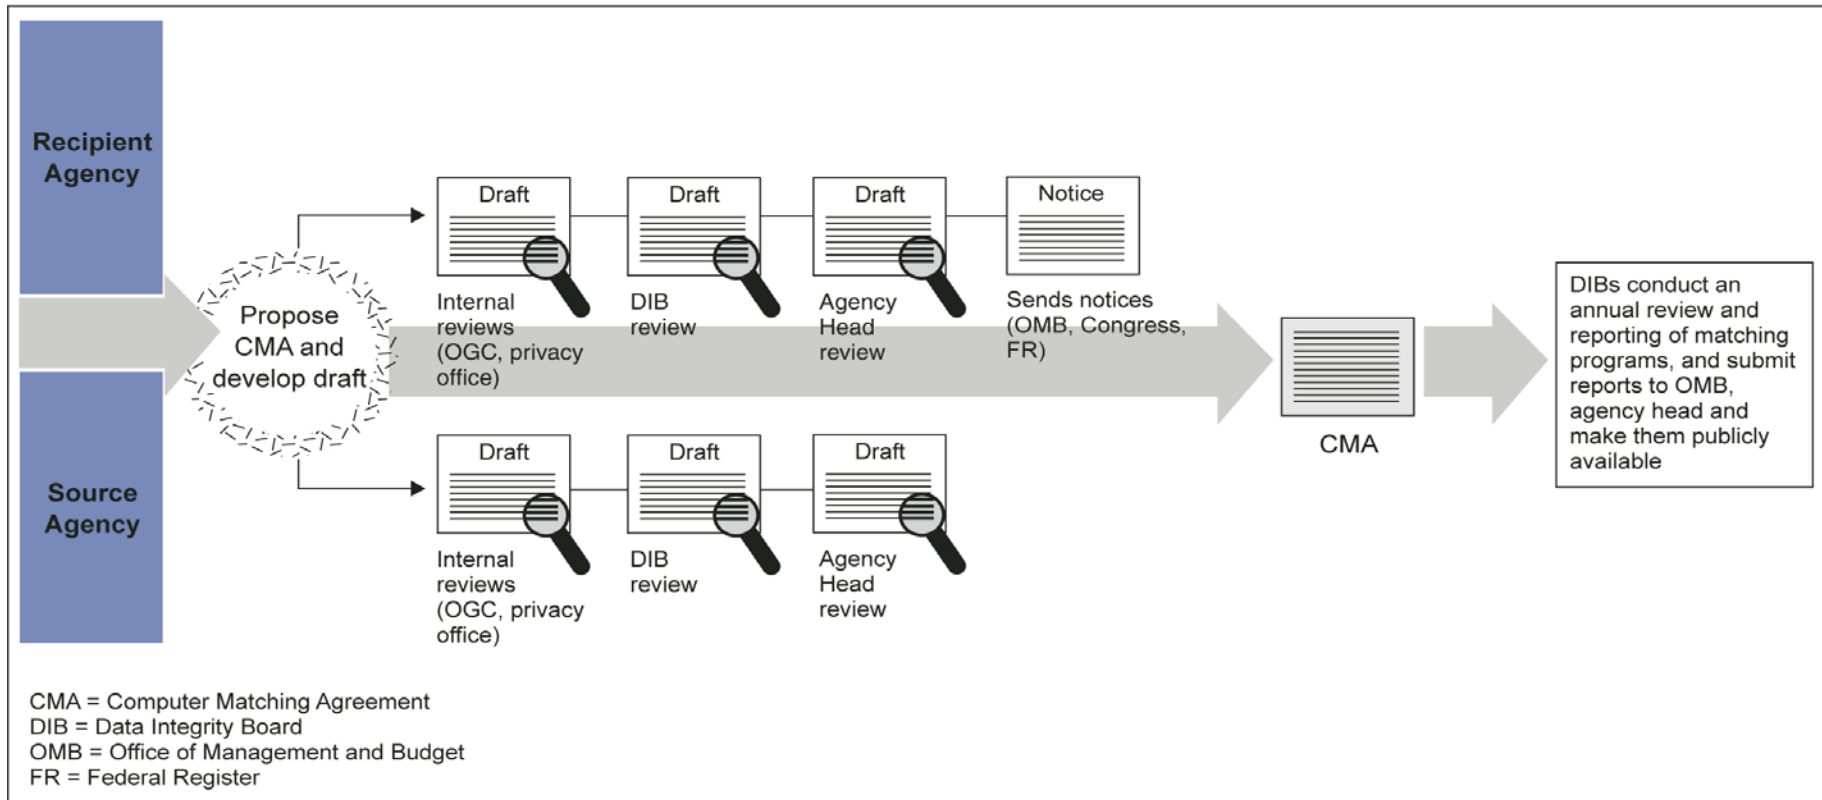 Recipient
Agency
Source
Agency
Propose
CMA and
develop draft
Draft
Internal
reviews
(OGC, privacy
office)
Draft
DIB
review
Draft
Agency
Head
review
Notice
Sends notices
(OMB, Congress,
FR)
Draft
Internal
reviews
(OGC, privacy
office)
Draft
DIB
review
Draft
Agency
Head
review
CMA
DIBs conduct an
annual review and
reporting of matching
programs, and submit
reports to OMB,
agency head and
make them publicly
available
CMA = Computer Matching Agreement
DIB = Data Integrity Board
OMB = Office of Management and Budget
FR = Federal Register